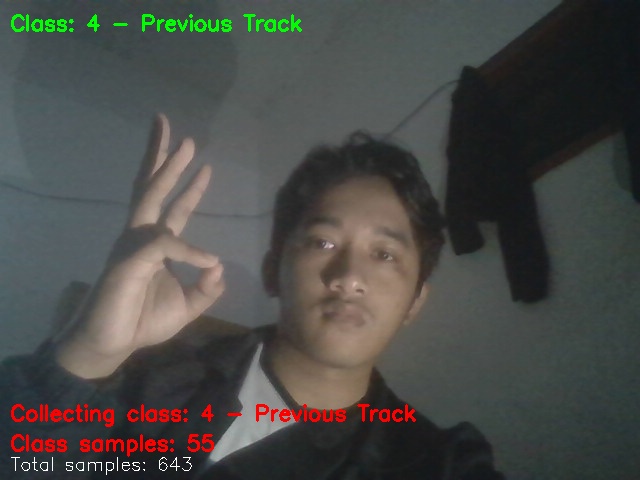 Class: 4 - Previous Track
Collecting class: 4 - Previous Track
Class samples: 55
Total samples: 643